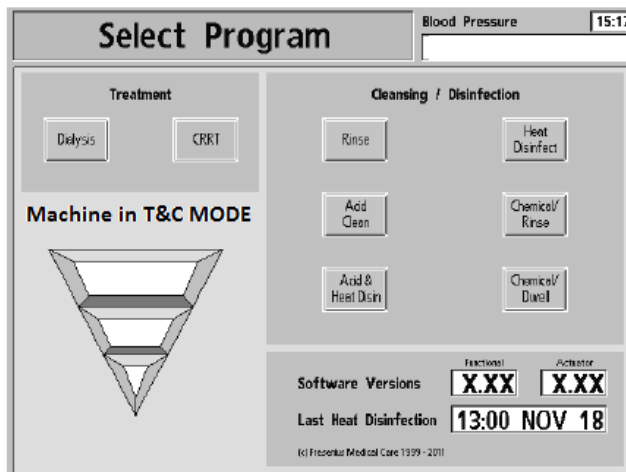 Select Program
Blood Pressure
15:17
Treatment
Dialysis
CRRT
Machine in T&C MODE
Cleansing / Disinfection
Rinse
Heat
Disinfect
Acid
Clean
Chemical/
Rinse
Acid &
Heat Disin
Chemical/
Dwell
Functional
Actuator
Software Versions
X.XX
X.XX
Last Heat Disinfection
13:00 NOV 18
(c) Fresenius Medical Care 1999 - 2011